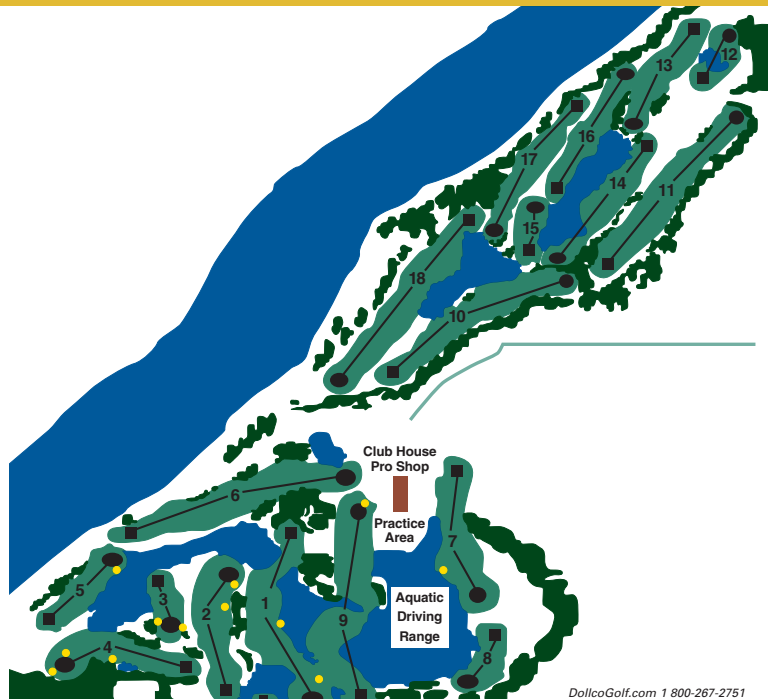 12
13
16
17
14
11
15
18
10
Club House
Pro Shop
6
Practice
Area
7
5
3
2
1
Aquatic
Driving
Range
9
4
8
DollcoGolf.com 1 800-267-2751